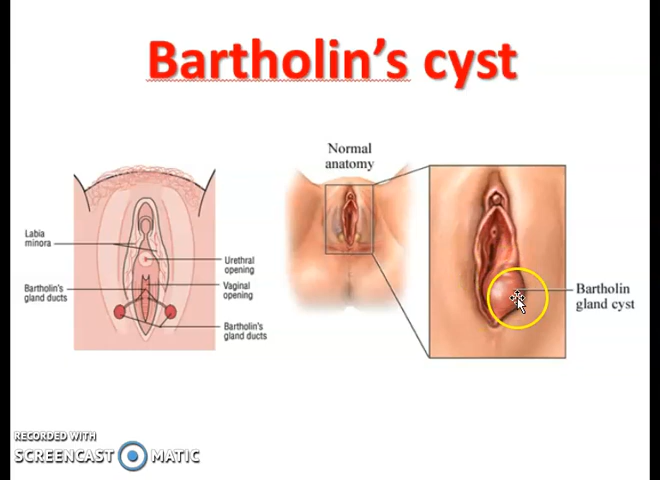 Bartholin's cyst
Normal
anatomy
Labia
minora
Urethral
opening
Bartholin's
gland ducts
Vaginal
opening
Bartholin's
gland ducts
Bartholin
gland cyst
RECORDED WITH
SCREENCAST MATIC